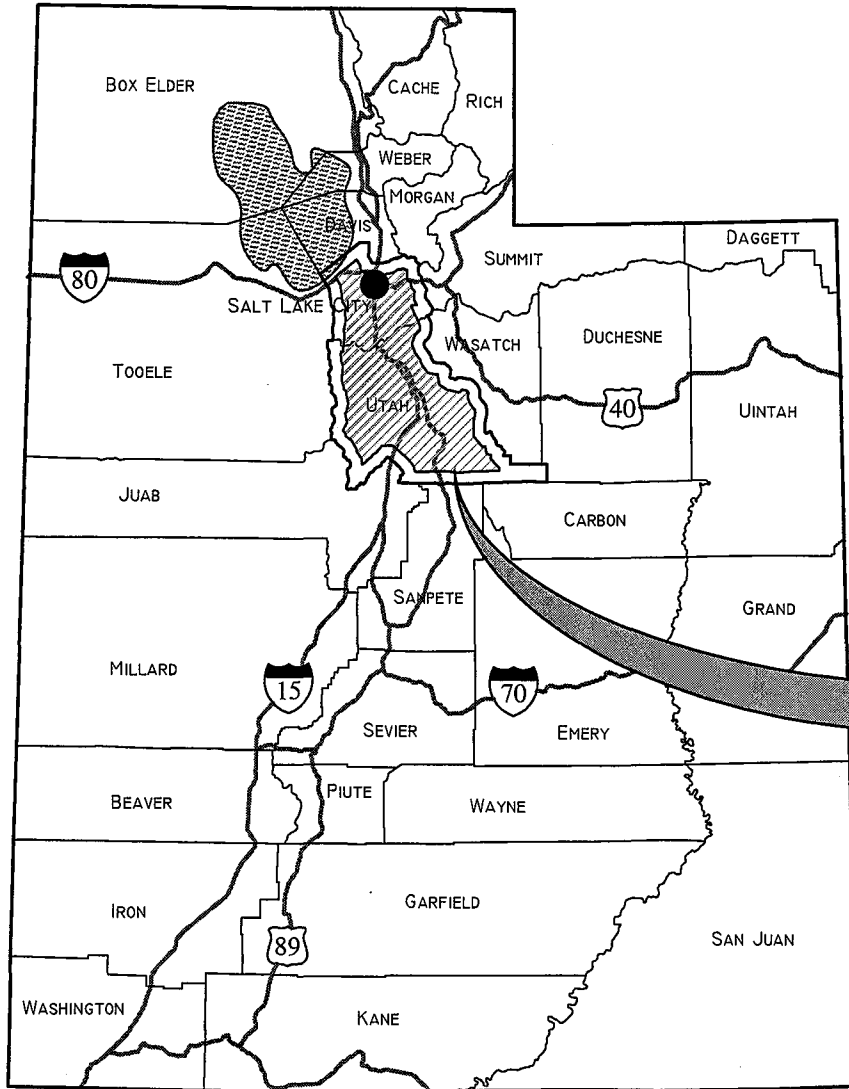 CACHE
BOX ELDER
RICH
WEBER
MORGAN
DAVIS
DAGGETT
SUMMIT
80
SALT LAKE CITY
DUCHESNE
WASATCH
TOOELE
UTAH
40
UINTAH
JUAB
CARBON
SANPETE
GRAND
MILLARD
15
70
SEVIER
EMERY
PIUTE
BEAVER
WAYNE
GARFIELD
IRON
SAN JUAN
89
WASHINGTON
KANE